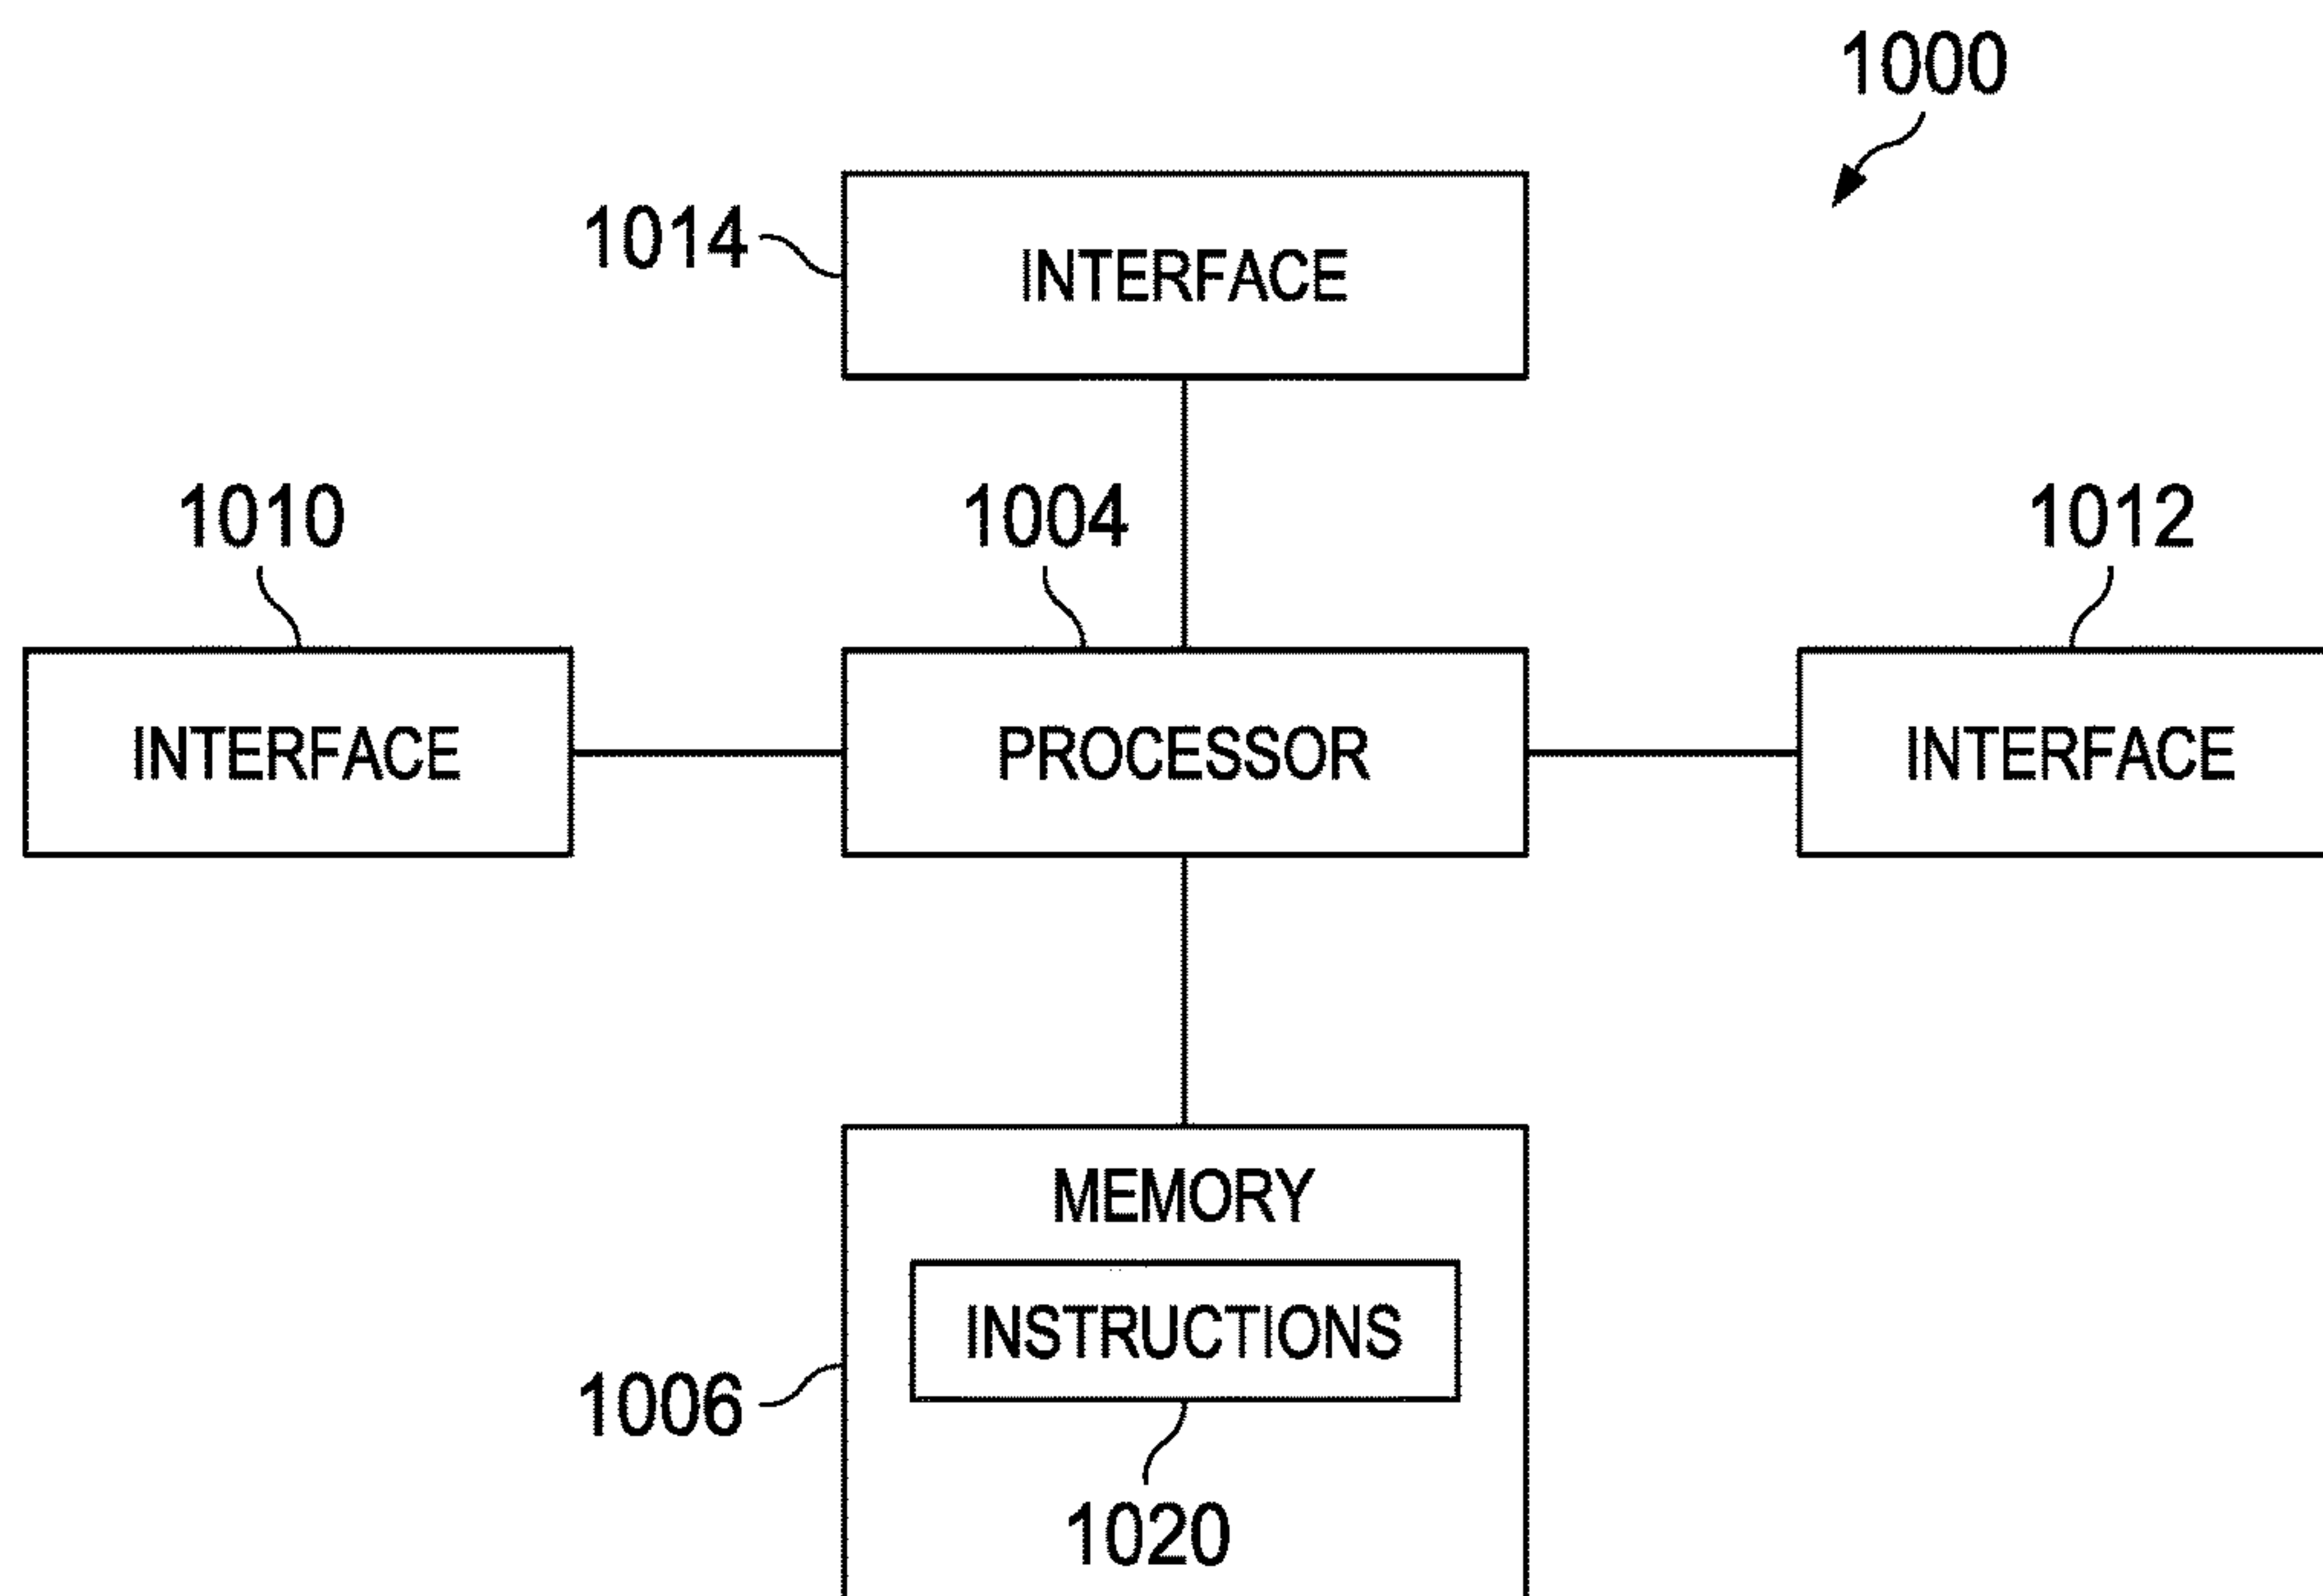 1000
1014
INTERFACE
1010
1004
1012
INTERFACE
PROCESSOR
INTERFACE
MEMORY
INSTRUCTIONS
1006
1020